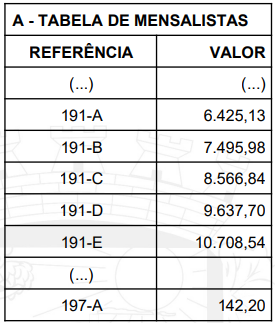 A - TABELA DE MENSALISTAS
REFERÊNCIA VALOR
(...) (...)
191-A 6.425,13
191-B 7.495,98
191-C 8.566,84
191-D 9.637,70
191-E 10.708,54
(...)
197-A 142,20